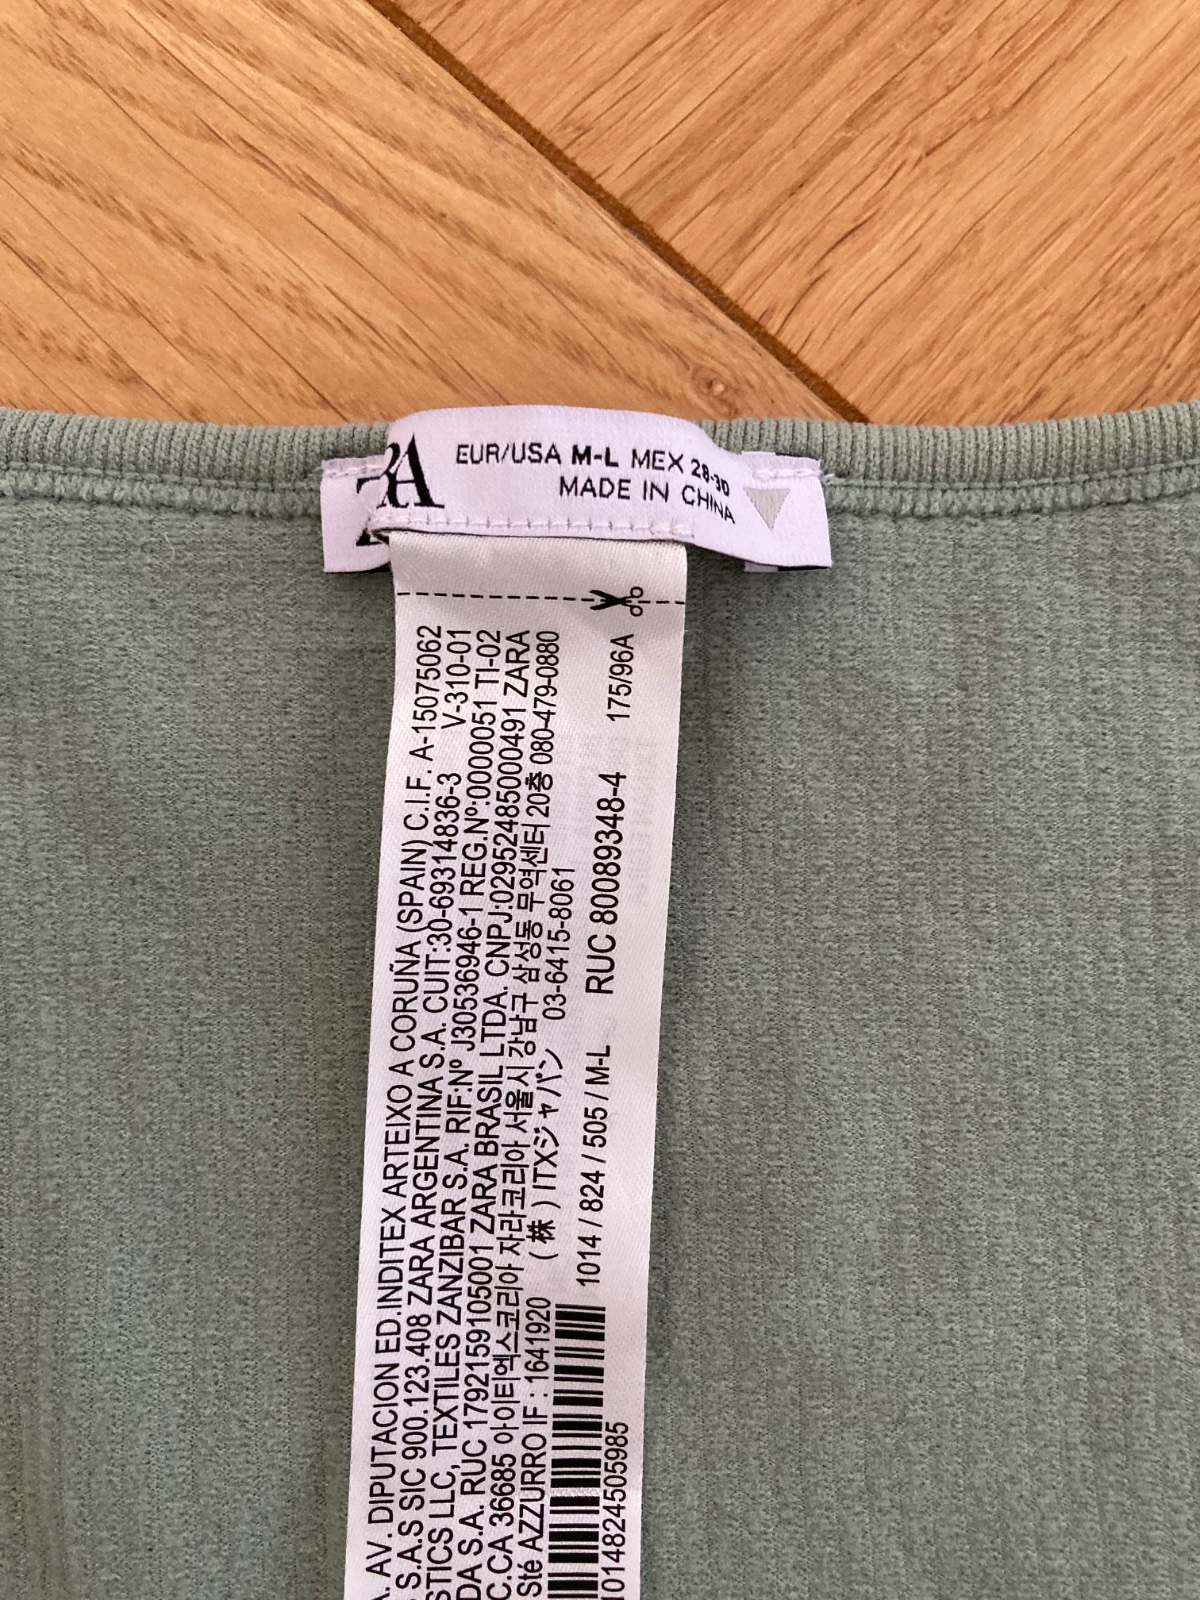 EUR/USA M-L MEX 28-30
MADE IN CHINA
AV. DIPUTACION ED.INDITEX ARTEIXO A CORUÑA (SPAIN) C.I.F. A-15075062
S.A.S SIC 900.123.408 ZARA ARGENTINA S.A. CUIT:30-69314836-3 V-310-01
LLC, TEXTILES ZANZIBAR S.A. RIF:Nº J30536946-1 REG.Nº:0000051 TI-02
S.A. RUC 1792159105001 ZARA BRASIL LTDA. CNPJ:02952485000491 ZARA
36685 아이티엑스코리아 자라코리아 서울시 강남구 삼성동 무역센터 20층 080-479-0880
Sté AZZURRO IF : 1641920 (株) ITXジャパン 03-6415-8061
1014 / 824 / 505 / M-L RUC 80089348-4 175/96A
01014824505985